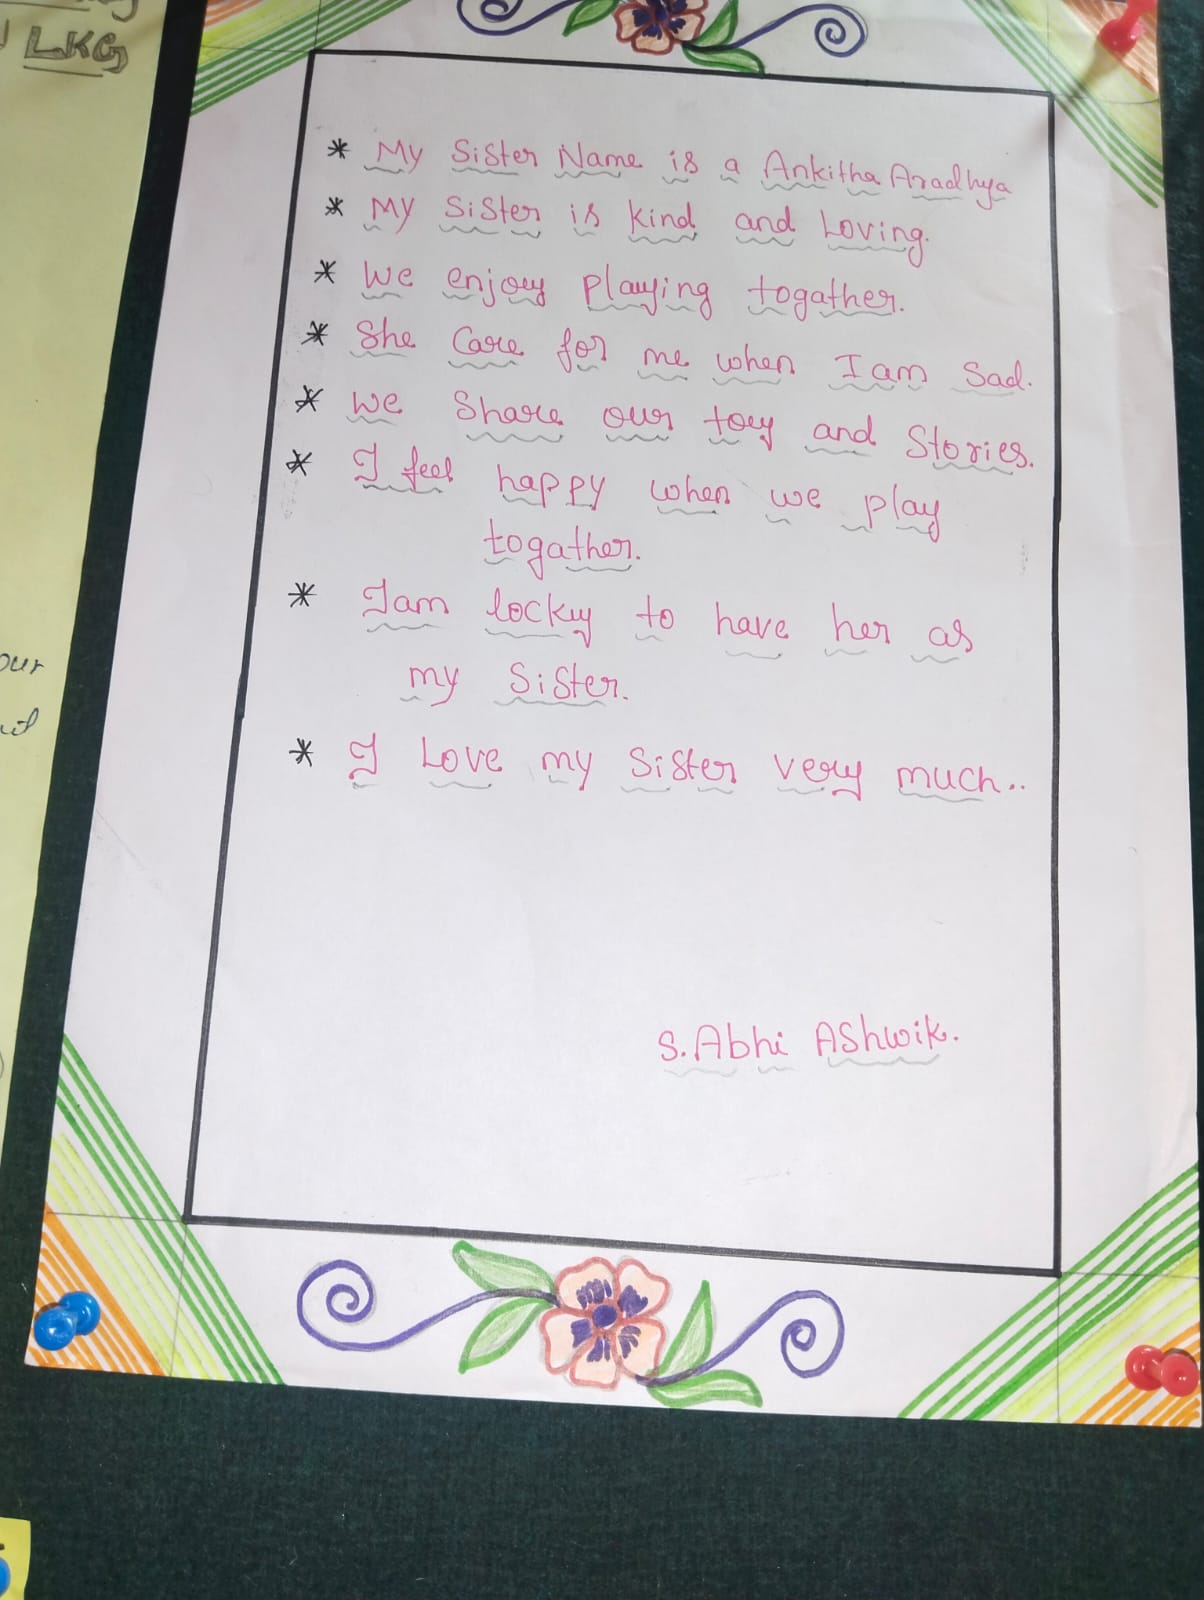 LKG
* My Sister Name is a Ankitha Aradhya
* My Sister is kind and Loving.
* We enjoy playing togather.
* She Care for me when I am Sad.
* We Share our toy and Stories.
* I feel happy when we play
togather.
* I am locky to have her as
my Sister.
* I Love my Sister very much..
S. Abhi AShwik.
our